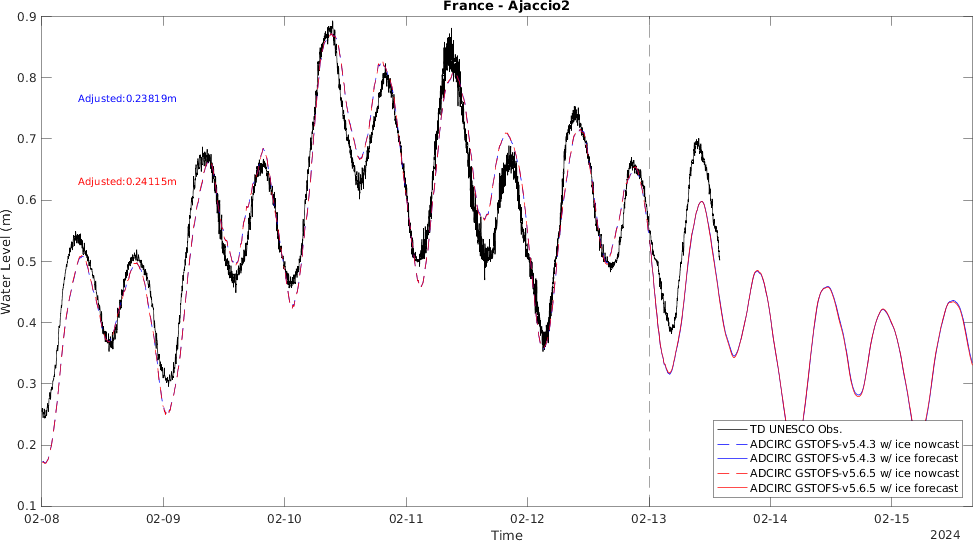 France - Ajaccio2
0.9
0.8
0.7
0.6
0.5
0.4
0.3
0.2
0.1
Water Level (m)
Adjusted:0.23819m
Adjusted:0.24115m
TD UNESCO Obs.
ADCIRC GSTOFS-v5.4.3 w/ ice nowcast
ADCIRC GSTOFS-v5.4.3 w/ ice forecast
ADCIRC GSTOFS-v5.6.5 w/ ice nowcast
ADCIRC GSTOFS-v5.6.5 w/ ice forecast
02-08 02-09 02-10 02-11 02-12 02-13 02-14 02-15
Time
2024